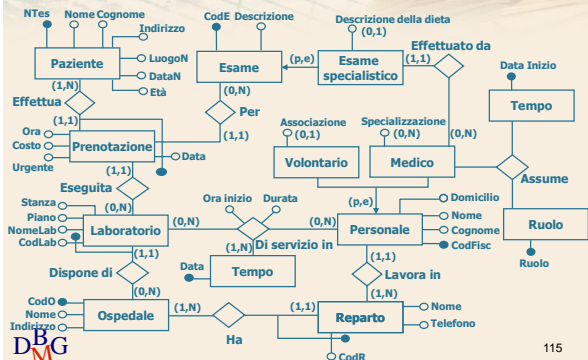 NTes Nome Cognome Indirizzo CodE Descrizione Descrizione della dieta
(0,1)
Paziente
LuogoN
DataN
Età
Esame
(p,e)
Esame specialistico
(1,1)
Effettuato da
Data Inizio
Tempo
(1,N)
Effettua
(1,1)
(0,N)
Per
(1,1)
Associazione
(0,1)
Specializzazione
(0,N)
(0,N)
Ora
Costo
Urgente
Prenotazione
Data
Volontario
Medico
Assume
(1,1)
Eseguita
(0,N)
Stanza
Piano
NomeLab
CodLab
Laboratorio
(0,N)
Ora inizio
Durata
Di servizio in
(0,N)
(p,e)
Personale
Domicilio
Nome
Cognome
CodFisc
Ruolo
Ruolo
(1,1)
Dispone di
(0,N)
(1,N)
Data
Tempo
(1,1)
Lavora in
(1,N)
CodO
Nome
Indirizzo
Ospedale
(1,N)
Ha
(1,1)
Reparto
Nome
Telefono
CodR
DBMG
115